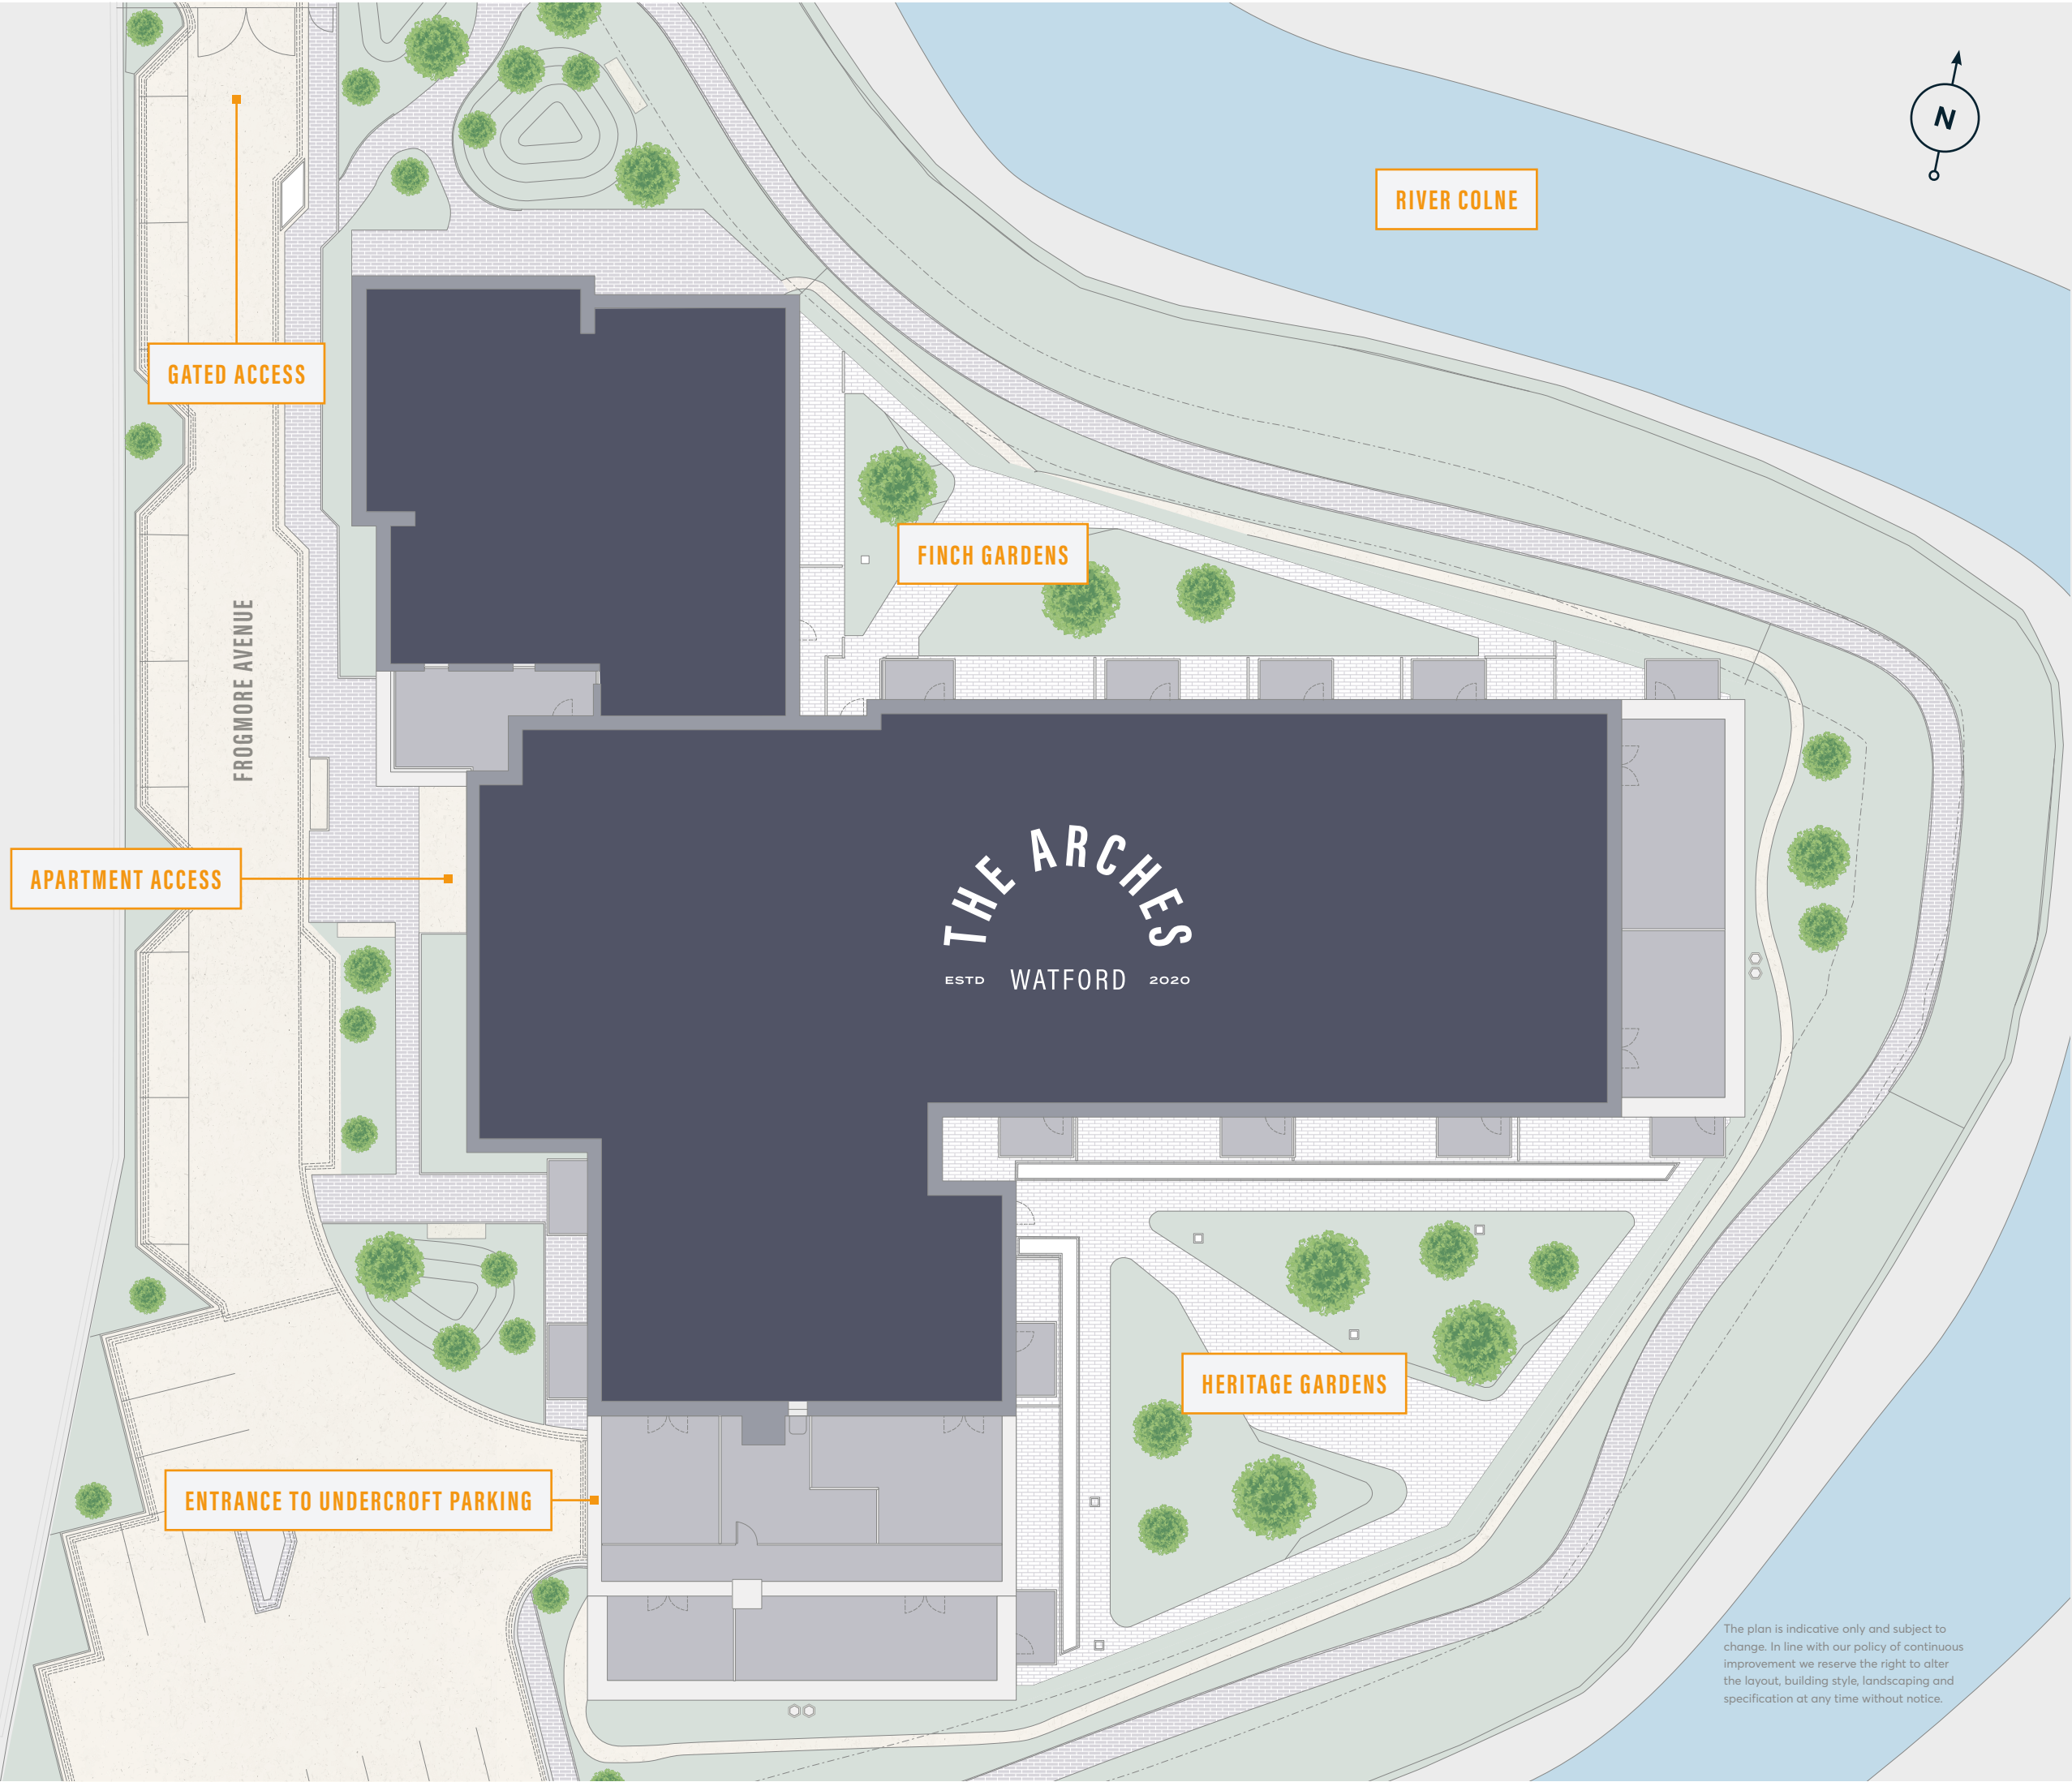 N
RIVER COLNE
GATED ACCESS
FINCH GARDENS
FROGMORE AVENUE
APARTMENT ACCESS
THE ARCHES
ESTD WATFORD 2020
HERITAGE GARDENS
ENTRANCE TO UNDERCROFT PARKING
The plan is indicative only and subject to
change. In line with our policy of continuous
improvement we reserve the right to alter
the layout, building style, landscaping and
specification at any time without notice.